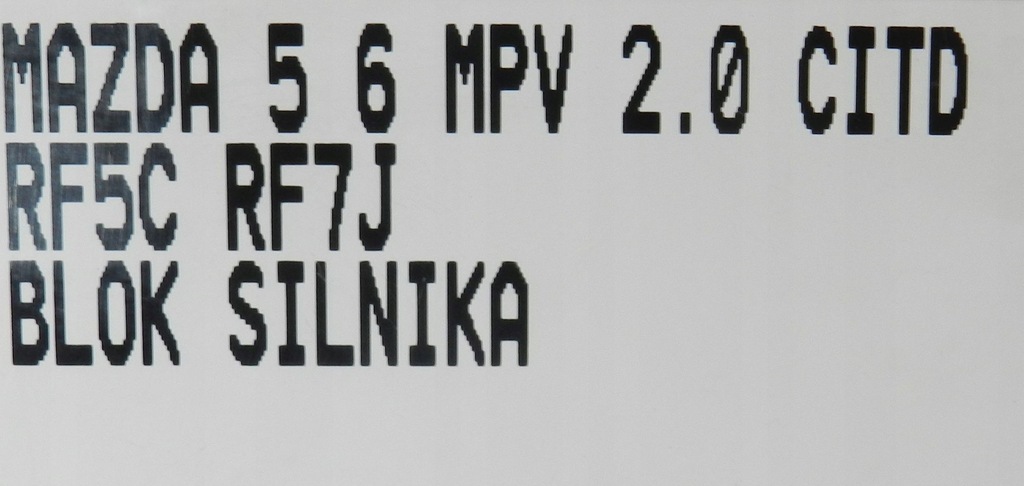 MAZDA 5 6 MPV 2.0 CITD
RF5C RF7J
BLOK SILNIKA